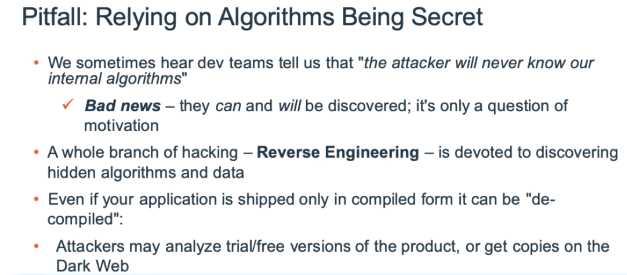 Pitfall: Relying on Algorithms Being Secret
• We sometimes hear dev teams tell us that "the attacker will never know our
internal algorithms"
✓ Bad news – they can and will be discovered; it's only a question of
motivation
• A whole branch of hacking – Reverse Engineering – is devoted to discovering
hidden algorithms and data
• Even if your application is shipped only in compiled form it can be "de-
compiled":
• Attackers may analyze trial/free versions of the product, or get copies on the
Dark Web